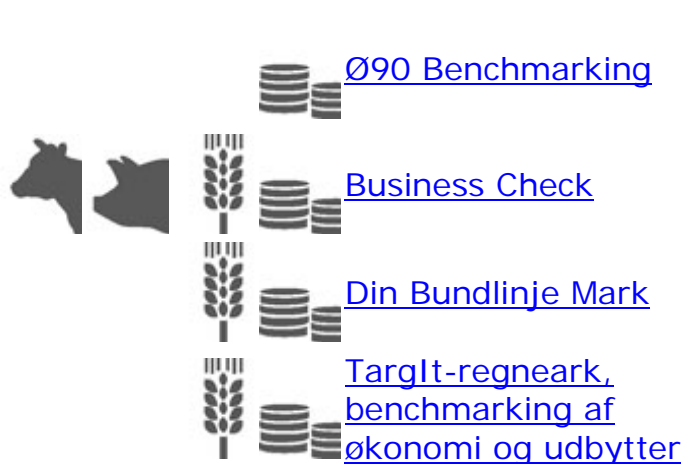 Ø90 Benchmarking
Business Check
Din Bundlinje Mark
TargIt-regneark,
benchmarking af
økonomi og udbytter